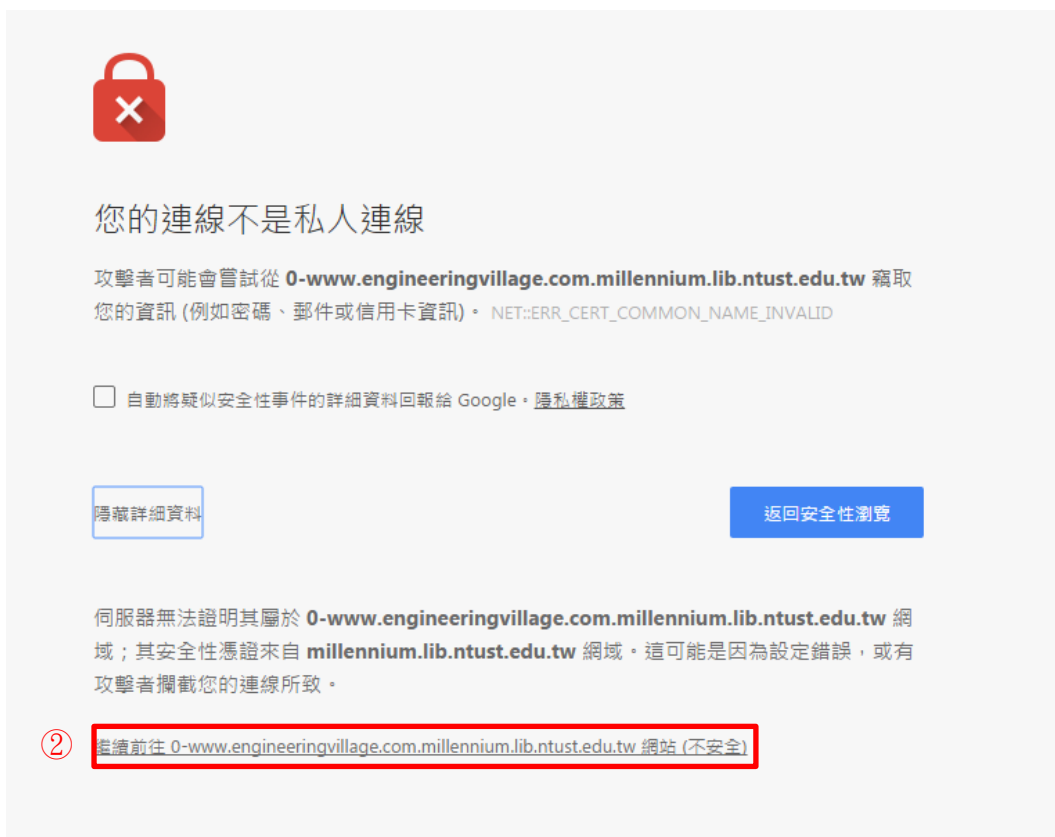 您的連線不是私人連線
攻擊者可能會嘗試從 0-www.engineeringvillage.com.millennium.lib.ntust.edu.tw 竊取
您的資訊 (例如密碼、郵件或信用卡資訊)。 NET::ERR_CERT_COMMON_NAME_INVALID
自動將疑似安全性事件的詳細資料回報給 Google。隱私權政策
隱藏詳細資料
返回安全性瀏覽
伺服器無法證明其屬於 0-www.engineeringvillage.com.millennium.lib.ntust.edu.tw 網
域；其安全性憑證來自 millennium.lib.ntust.edu.tw 網域。這可能是因為設定錯誤，或有
攻擊者攔截您的連線所致。
② 繼續前往 0-www.engineeringvillage.com.millennium.lib.ntust.edu.tw 網站 (不安全)